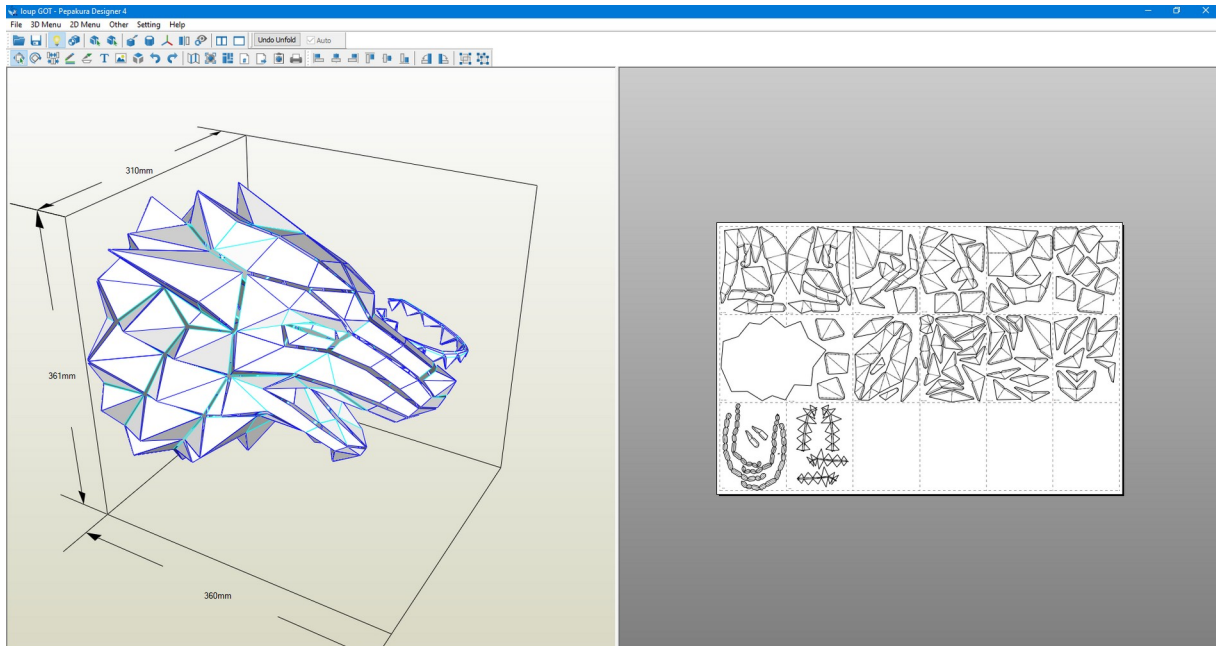 loup GOT - Pepakura Designer 4
File 3D Menu 2D Menu Other Setting Help
Undo Unfold Auto
T
310mm
361mm
360mm